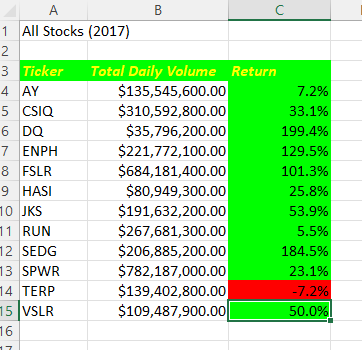 A B C
1 All Stocks (2017)
2
3 Ticker Total Daily Volume Return
4 AY $135,545,600.00 7.2%
5 CSIQ $310,592,800.00 33.1%
6 DQ $35,796,200.00 199.4%
7 ENPH $221,772,100.00 129.5%
8 FSLR $684,181,400.00 101.3%
9 HASI $80,949,300.00 25.8%
10 JKS $191,632,200.00 53.9%
11 RUN $267,681,300.00 5.5%
12 SEDG $206,885,200.00 184.5%
13 SPWR $782,187,000.00 23.1%
14 TERP $139,402,800.00 -7.2%
15 VSLR $109,487,900.00 50.0%
16
17